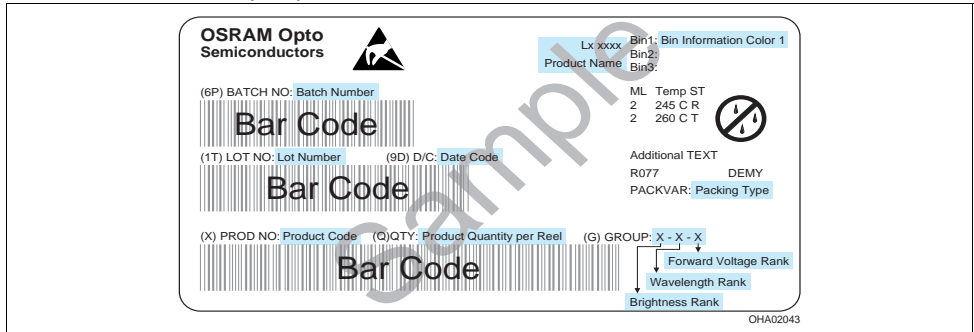 OSRAM Opto
Semiconductors
Lx xxxx
Product Name
Bin1: Bin Information Color 1
Bin2:
Bin3:
(6P) BATCH NO: Batch Number
Bar Code
ML Temp ST
2 245 C R
2 260 C T
(1T) LOT NO: Lot Number (9D) D/C: Date Code
Bar Code
Additional TEXT
R077 DEMY
PACKVAR: Packing Type
(X) PROD NO: Product Code (Q)QTY: Product Quantity per Reel (G) GROUP: X - X - X
Bar Code
Forward Voltage Rank
Wavelength Rank
Brightness Rank
Sample
OHA02043